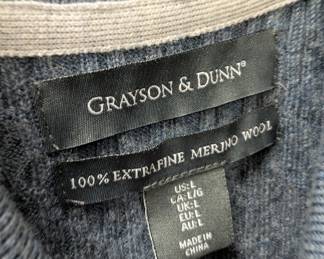 GRAYSON & DUNN®
100% EXTRAFINE MERINO WOOL
US:L
CA:L/G
UK:L
EU:L
AU:L
MADE IN
CHINA